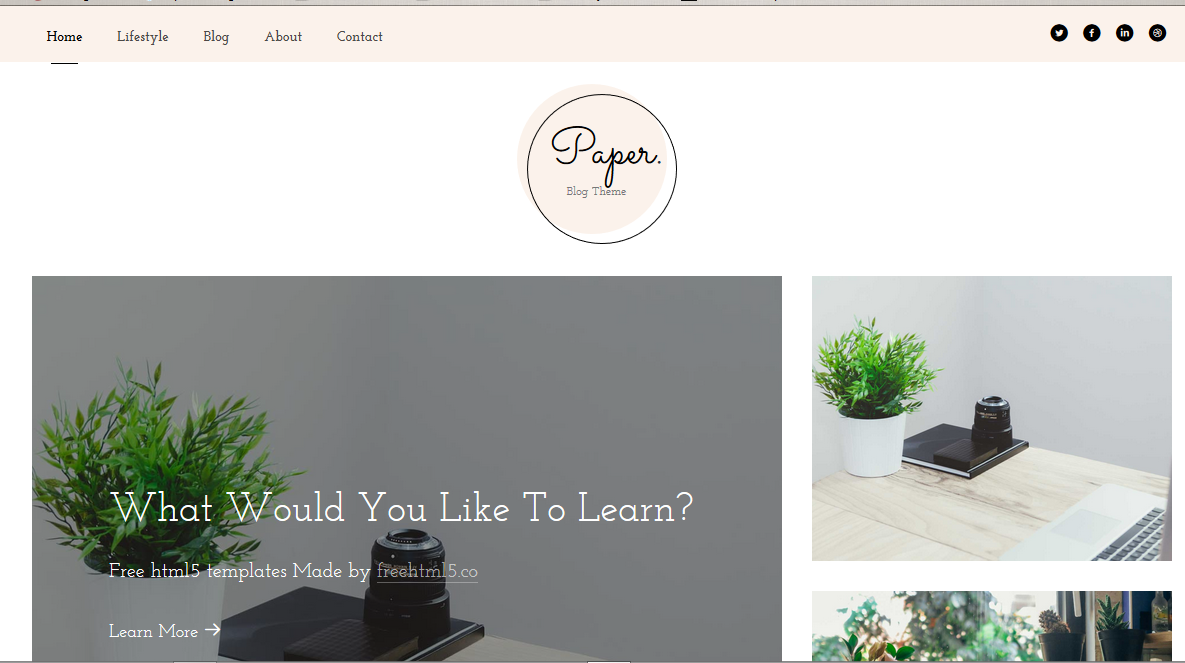 Home Lifestyle Blog About Contact
Paper.
Blog Theme
What Would You Like To Learn?
Free html5 templates Made by freehtml5.co
Learn More →